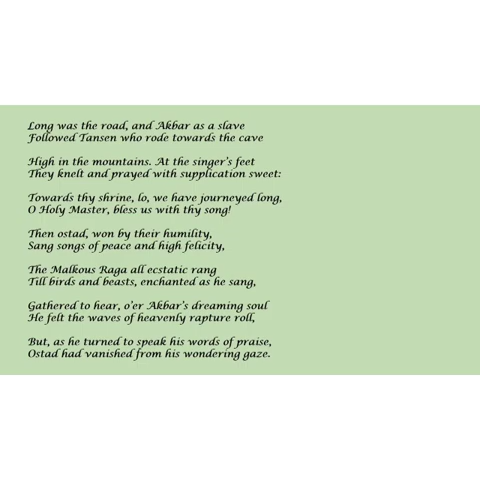 Long was the road, and Akbar as a slave
Followed Tansen who rode towards the cave
High in the mountains. At the singer's feet
They knelt and prayed with supplication sweet:
Towards thy shrine, lo, we have journeyed long,
O Holy Master, bless us with thy song!
Then ostad, won by their humility,
Sang songs of peace and high felicity,
The Malkous Raga all ecstatic rang
Till birds and beasts, enchanted as he sang,
Gathered to hear, o'er Akbar's dreaming soul
He felt the waves of heavenly rapture roll,
But, as he turned to speak his words of praise,
Ostad had vanished from his wondering gaze.